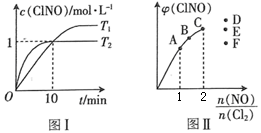 c(ClNO)/mol·L⁻¹
T₁
1
T₂
O
10
t/min
图Ⅰ
φ(ClNO)
C
B
A
D
E
F
1
2
n(NO)
n(Cl₂)
图Ⅱ